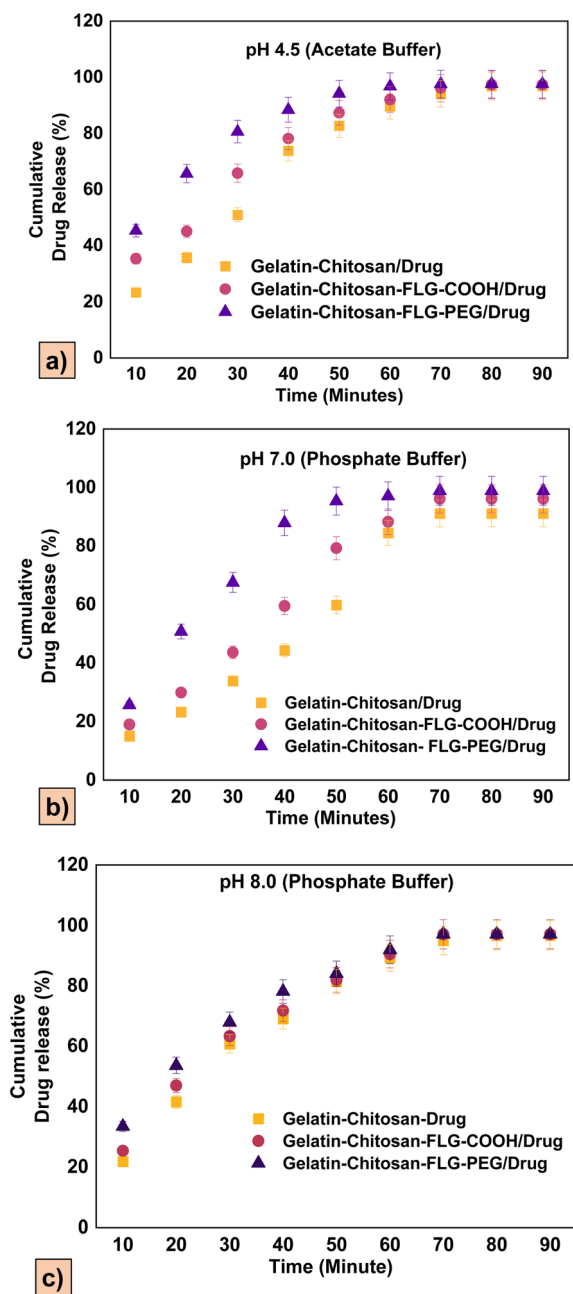 pH 4.5 (Acetate Buffer)
120
100
80
60
40
20
0
Cumulative
Drug Release (%)
Gelatin-Chitosan/Drug
Gelatin-Chitosan-FLG-COOH/Drug
Gelatin-Chitosan-FLG-PEG/Drug
10 20 30 40 50 60 70 80 90
Time (Minutes)
a)
pH 7.0 (Phosphate Buffer)
120
100
80
60
40
20
0
Cumulative
Drug Release (%)
Gelatin-Chitosan/Drug
Gelatin-Chitosan-FLG-COOH/Drug
Gelatin-Chitosan- FLG-PEG/Drug
10 20 30 40 50 60 70 80 90
Time (Minutes)
b)
pH 8.0 (Phosphate Buffer)
120
100
80
60
40
20
0
Cumulative
Drug release (%)
Gelatin-Chitosan-Drug
Gelatin-Chitosan-FLG-COOH/Drug
Gelatin-Chitosan-FLG-PEG/Drug
10 20 30 40 50 60 70 80 90
Time (Minute)
c)